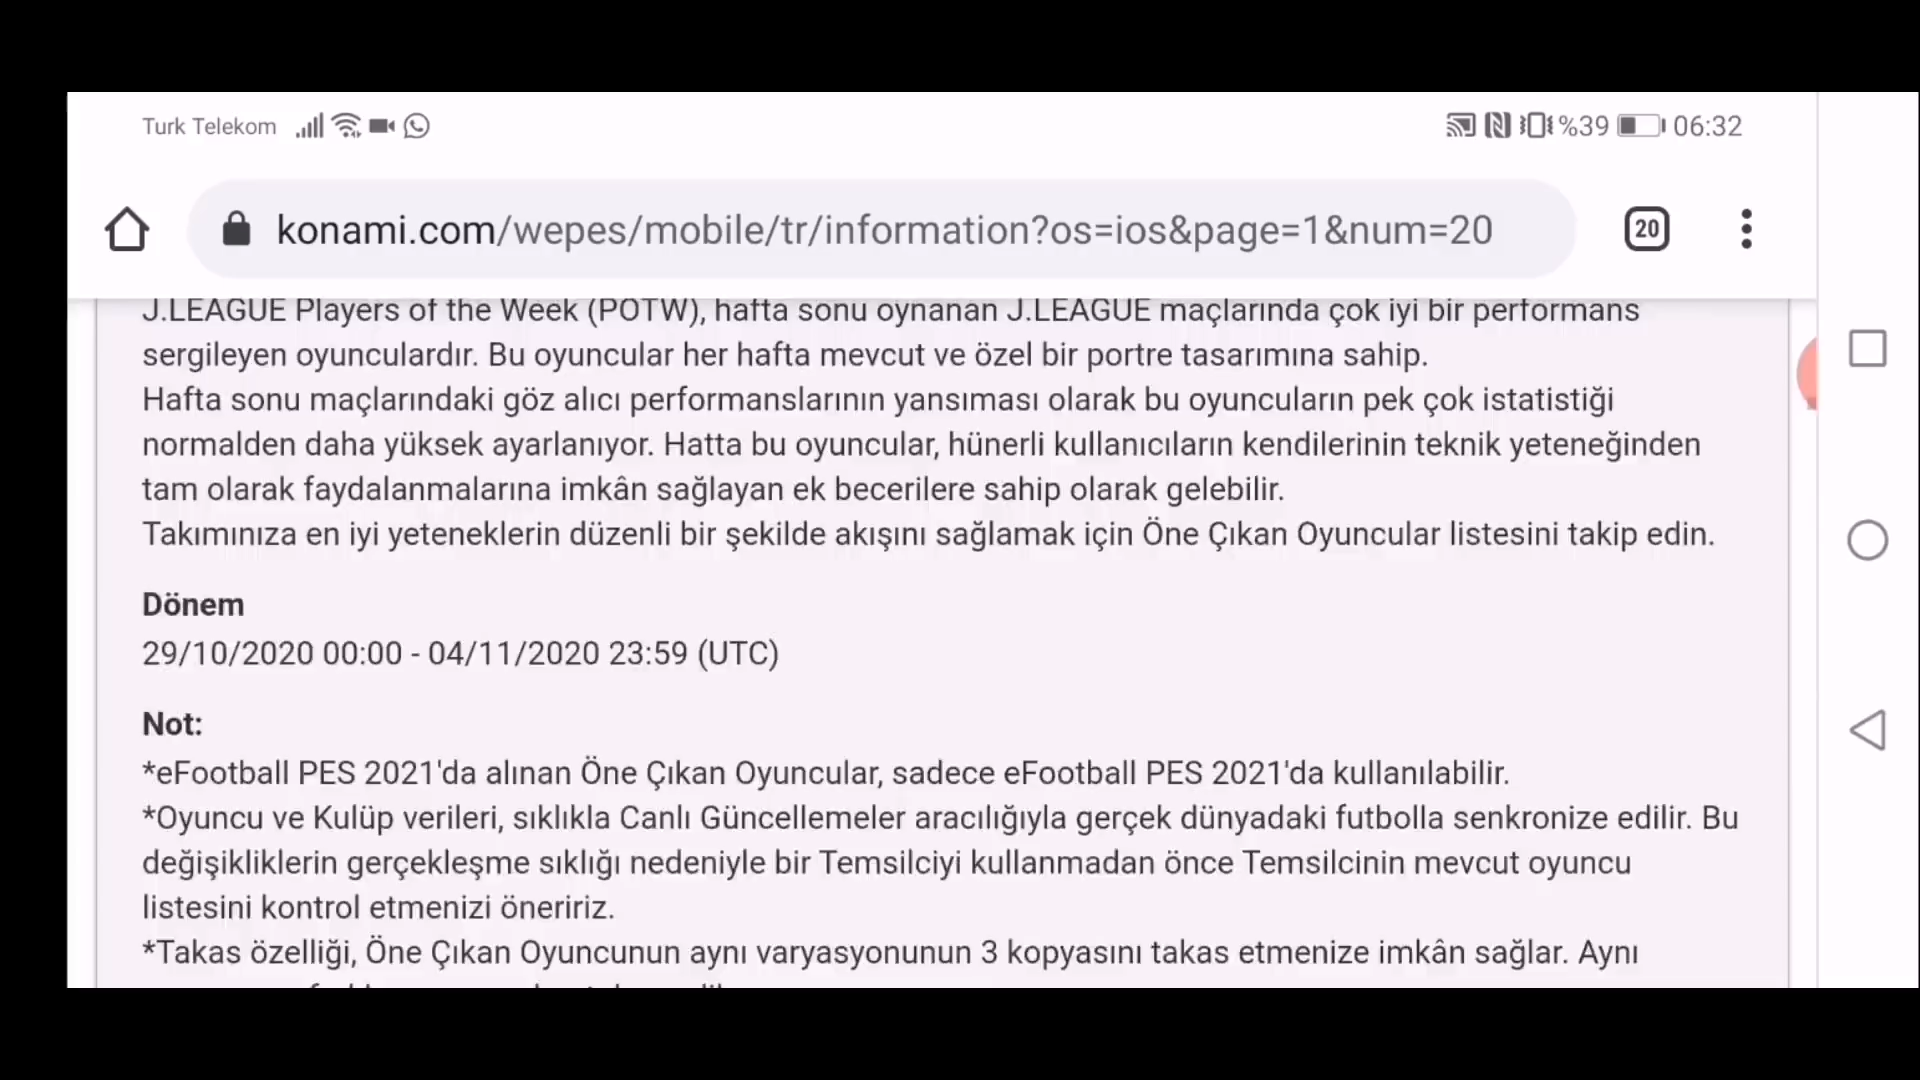 Turk Telekom
%39 06:32
konami.com/wepes/mobile/tr/information?os=ios&page=1&num=20
20
J.LEAGUE Players of the Week (POTW), hafta sonu oynanan J.LEAGUE maçlarında çok iyi bir performans
sergileyen oyunculardır. Bu oyuncular her hafta mevcut ve özel bir portre tasarımına sahip.
Hafta sonu maçlarındaki göz alıcı performanslarının yansıması olarak bu oyuncuların pek çok istatistiği
normalden daha yüksek ayarlanıyor. Hatta bu oyuncular, hünerli kullanıcıların kendilerinin teknik yeteneğinden
tam olarak faydalanmalarına imkân sağlayan ek becerilere sahip olarak gelebilir.
Takımınıza en iyi yeteneklerin düzenli bir şekilde akışını sağlamak için Öne Çıkan Oyuncular listesini takip edin.
Dönem
29/10/2020 00:00 - 04/11/2020 23:59 (UTC)
Not:
*eFootball PES 2021'da alınan Öne Çıkan Oyuncular, sadece eFootball PES 2021'da kullanılabilir.
*Oyuncu ve Kulüp verileri, sıklıkla Canlı Güncellemeler aracılığıyla gerçek dünyadaki futbolla senkronize edilir. Bu
değişikliklerin gerçekleşme sıklığı nedeniyle bir Temsilciyi kullanmadan önce Temsilcinin mevcut oyuncu
listesini kontrol etmenizi öneririz.
*Takas özelliği, Öne Çıkan Oyuncunun aynı varyasyonunun 3 kopyasını takas etmenize imkân sağlar. Aynı